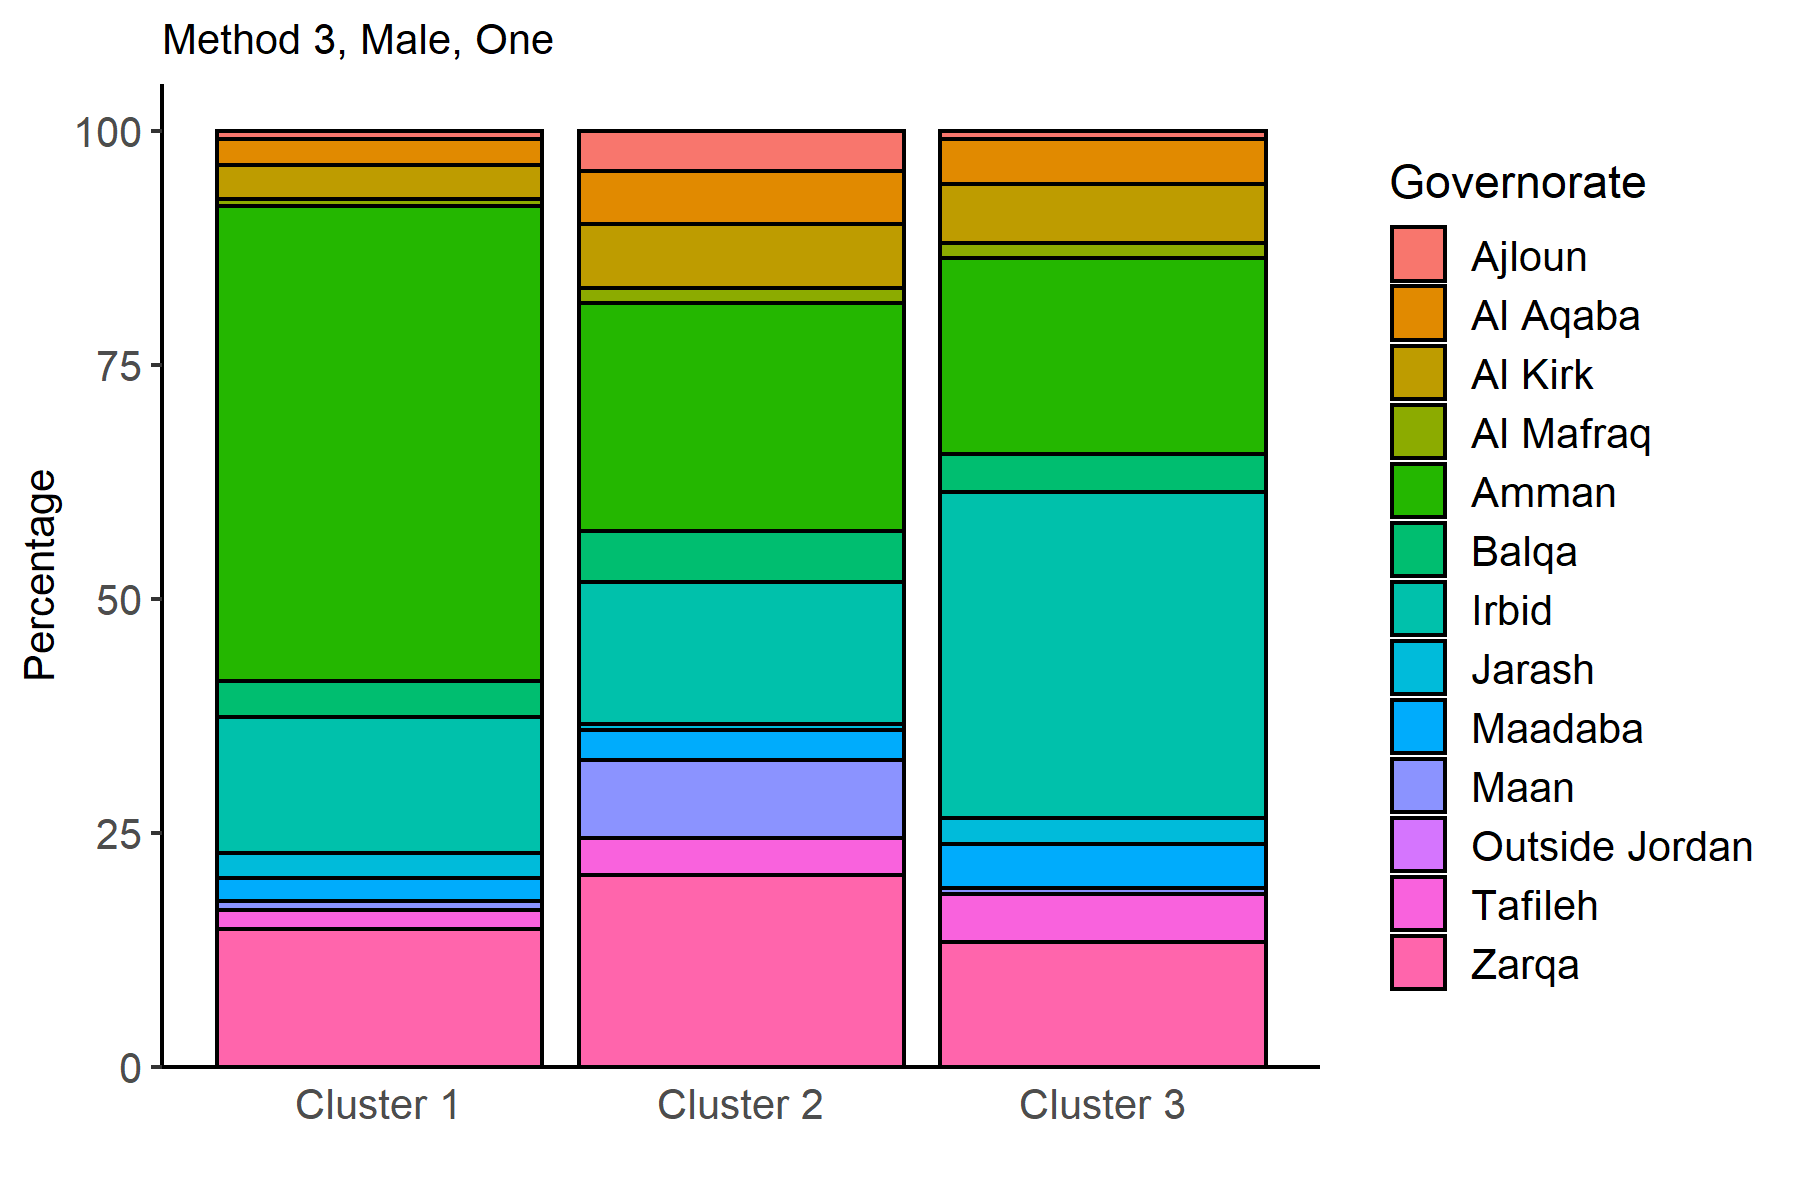 Method 3, Male, One
Percentage
100
75
50
25
0
Cluster 1
Cluster 2
Cluster 3
Governorate
Ajloun
Al Aqaba
Al Kirk
Al Mafraq
Amman
Balqa
Irbid
Jarash
Maadaba
Maan
Outside Jordan
Tafileh
Zarqa